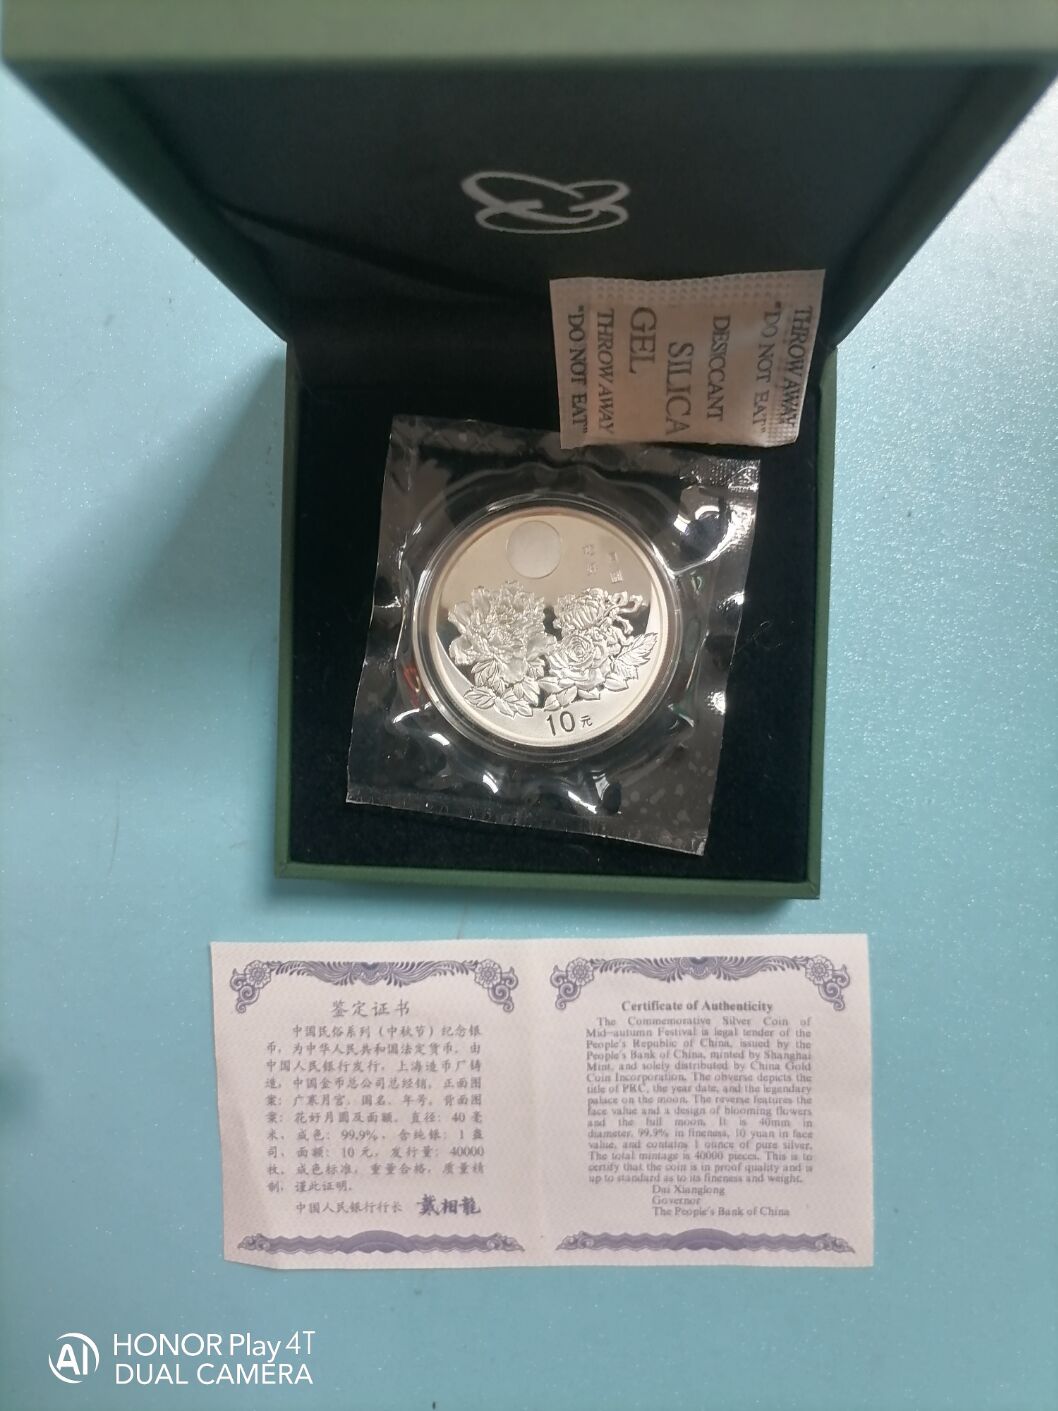 THROW AWAY
"DO NOT EAT"
DESICCANT
SILICA
GEL
THROW AWAY
"DO NOT EAT"
10元
鉴定证书
中国民俗系列（中秋节）纪念银
币，为中华人民共和国法定货币，由
中国人民银行发行，上海造币厂铸
造，中国金币总公司总经销，正面图
案：广寒月宫、国名、年号，背面图
案：花好月圆及面额，直径：40毫
米，成色：99.9%，含纯银：1盎
司，面额：10元，发行量：40000
枚，成色标准，重量合格，质量精
制，谨此证明。
中国人民银行行长 戴相龍
Certificate of Authenticity
The Commemorative Silver Coin of
Mid-autumn Festival is legal tender of the
People's Republic of China, issued by the
People's Bank of China, minted by Shanghai
Mint, and solely distributed by China Gold
Coin Incorporation. The obverse depicts the
title of PRC, the year date, and the legendary
palace on the moon. The reverse features the
face value and a design of blooming flowers
and the full moon. It is 40mm in
diameter, 99.9% in fineness, 10 yuan in face
value, and contains 1 ounce of pure silver.
The total mintage is 40000 pieces. This is to
certify that the coin is in proof quality and is
up to standard as to its fineness and weight.
Dai Xianglong
Governor
The People's Bank of China
AI HONOR Play 4T
DUAL CAMERA